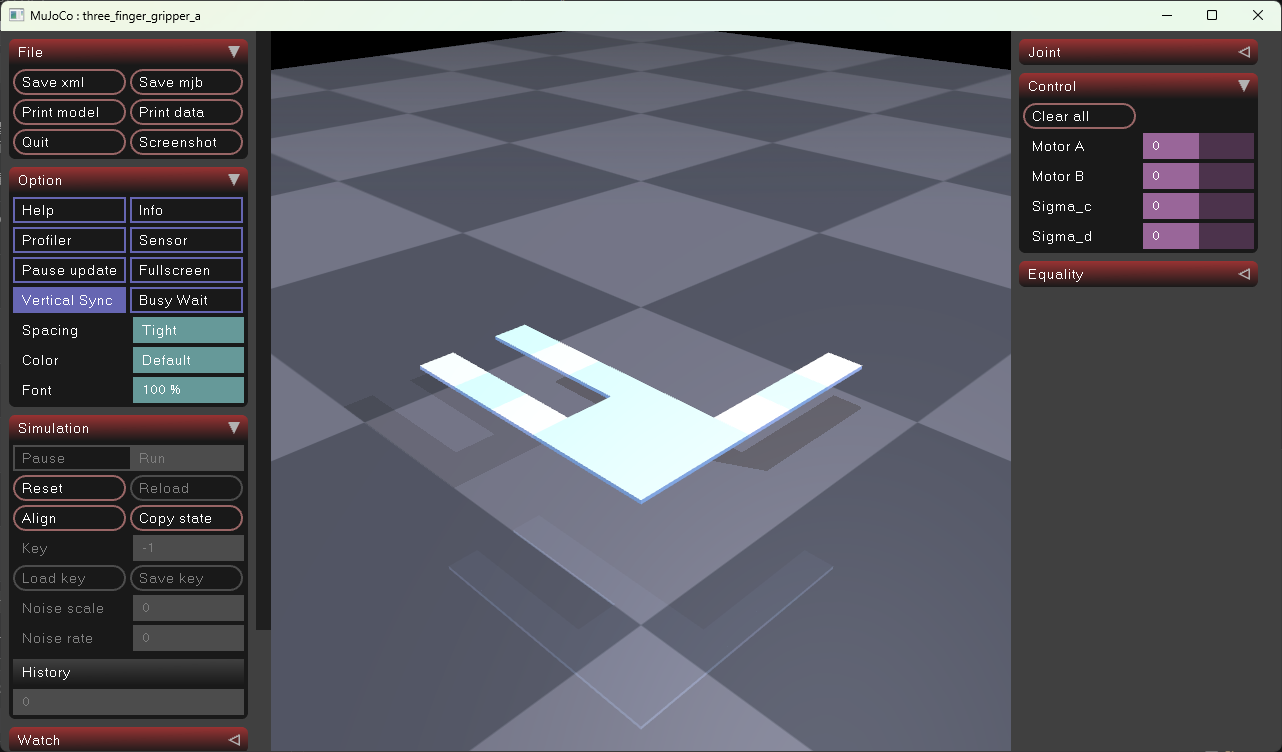 MuJoCo : three_finger_gripper_a
File
Save xml Save mjb
Print model Print data
Quit Screenshot
Option
Help Info
Profiler Sensor
Pause update Fullscreen
Vertical Sync Busy Wait
Spacing Tight
Color Default
Font 100 %
Simulation
Pause Run
Reset Reload
Align Copy state
Key -1
Load key Save key
Noise scale 0
Noise rate 0
History
0
Watch
Joint
Control
Clear all
Motor A 0
Motor B 0
Sigma_c 0
Sigma_d 0
Equality